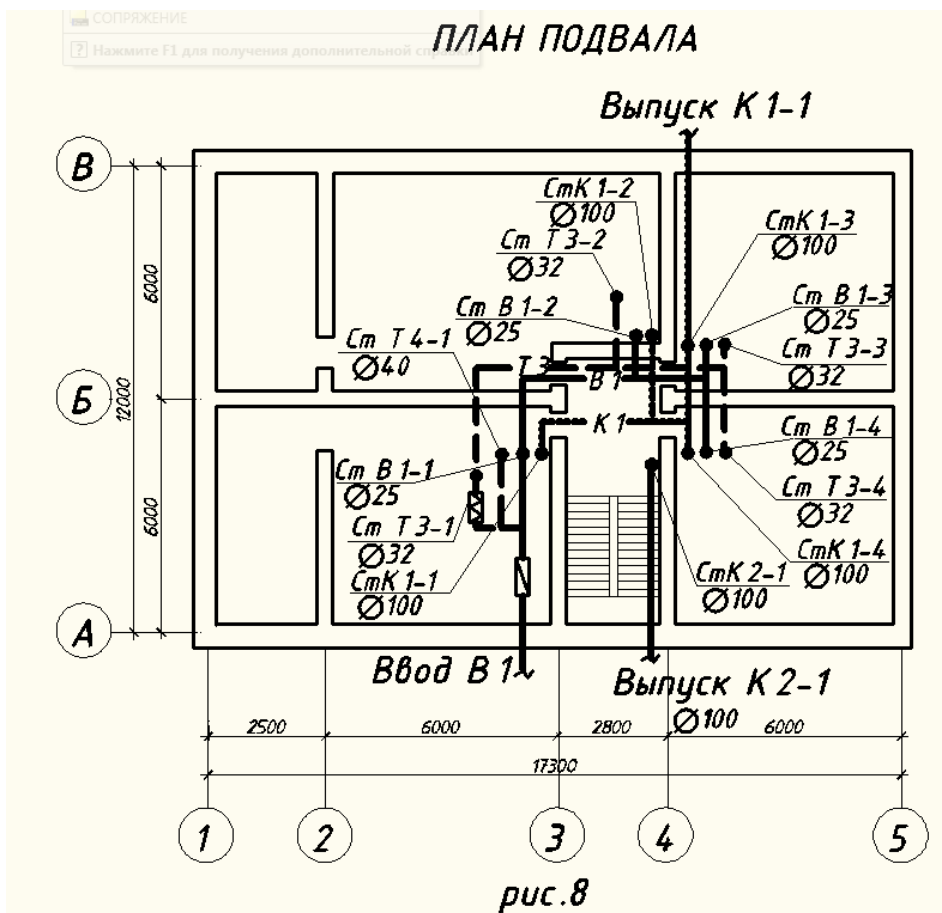 СОПРЯЖЕНИЕ
? Нажмите F1 для получения дополнительной справки
ПЛАН ПОДВАЛА
Выпуск К 1-1
В
СтК 1-2
Ø100
СтК 1-3
Ø100
Ст Т 3-2
Ø32
6000
Ст В 1-2
Ø25
Ст В 1-3
Ø25
Ст Т 4-1
Ø40
Ст Т 3-3
Ø32
Т 3
В 1
Б
12000
К 1
Ст В 1-4
Ø25
Ст В 1-1
Ø25
Ст Т 3-4
Ø32
6000
Ст Т 3-1
Ø32
СтК 1-4
Ø100
СтК 1-1
Ø100
СтК 2-1
Ø100
А
Ввод В 1
Выпуск К 2-1
Ø100
2500
6000
2800
6000
17300
1
2
3
4
5
рис.8